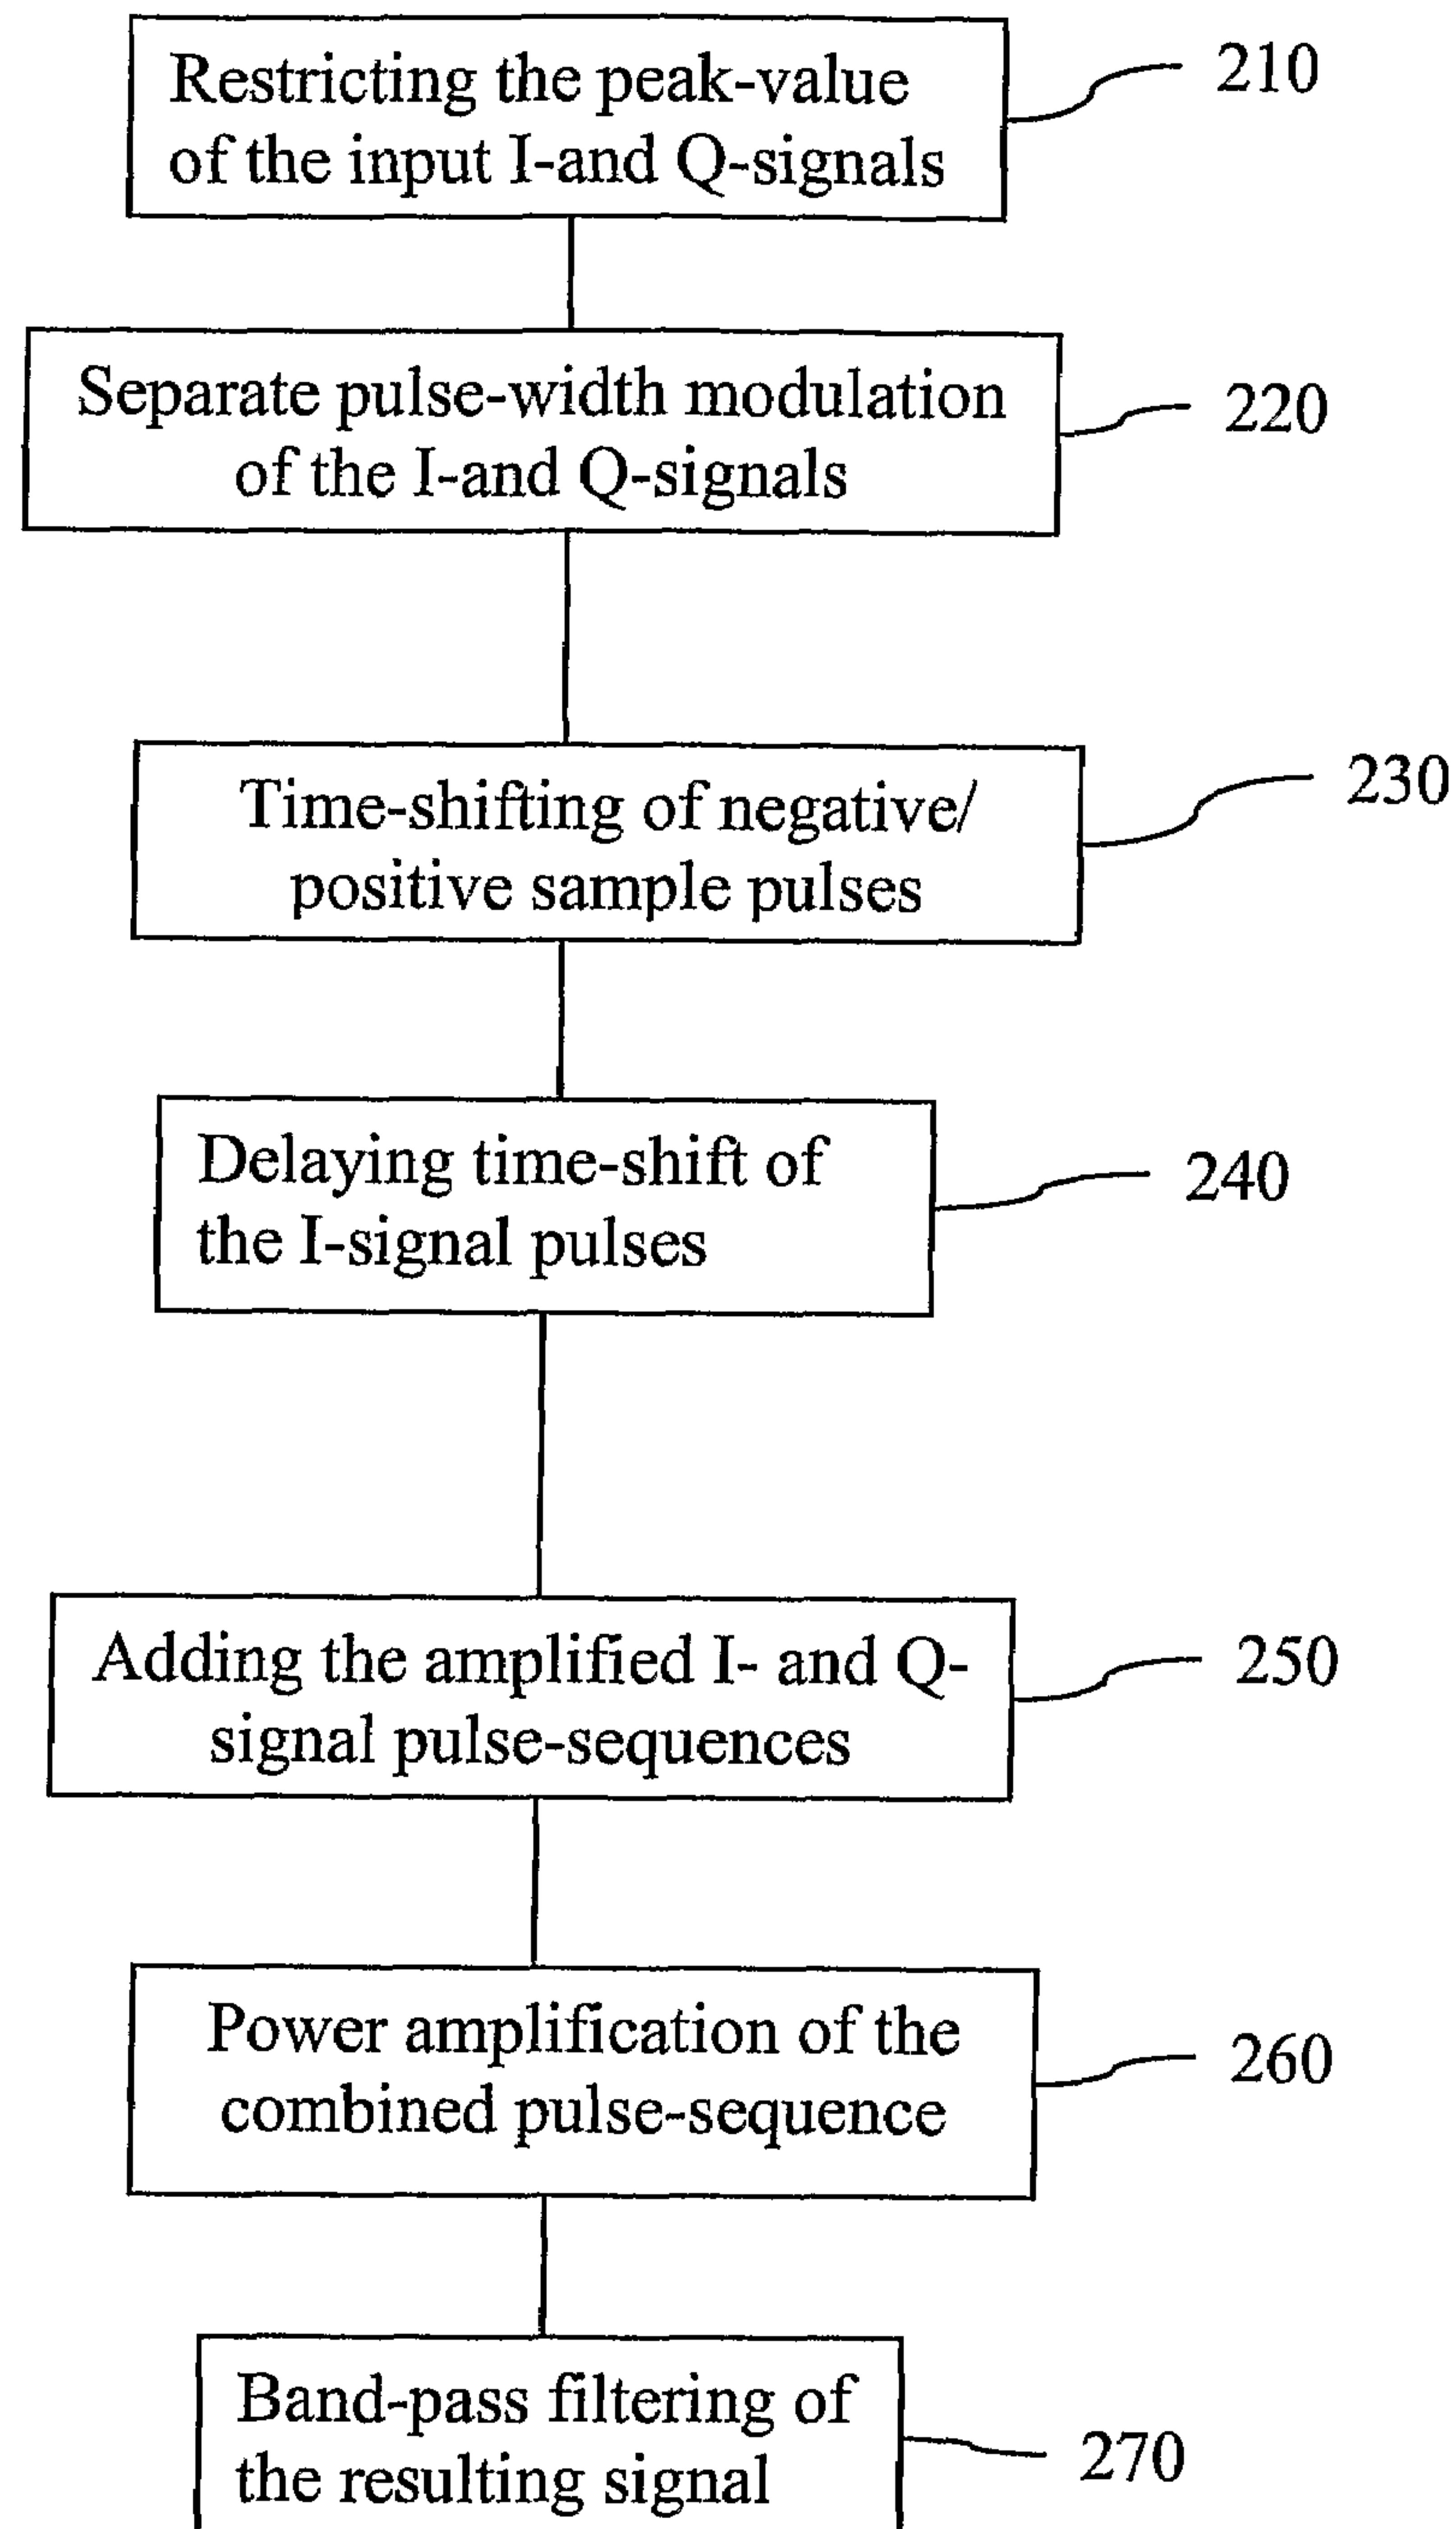 Restricting the peak-value
of the input I-and Q-signals
210
Separate pulse-width modulation
of the I-and Q-signals
220
Time-shifting of negative/
positive sample pulses
230
Delaying time-shift of
the I-signal pulses
240
Adding the amplified I- and Q-
signal pulse-sequences
250
Power amplification of the
combined pulse-sequence
260
Band-pass filtering of
the resulting signal
270